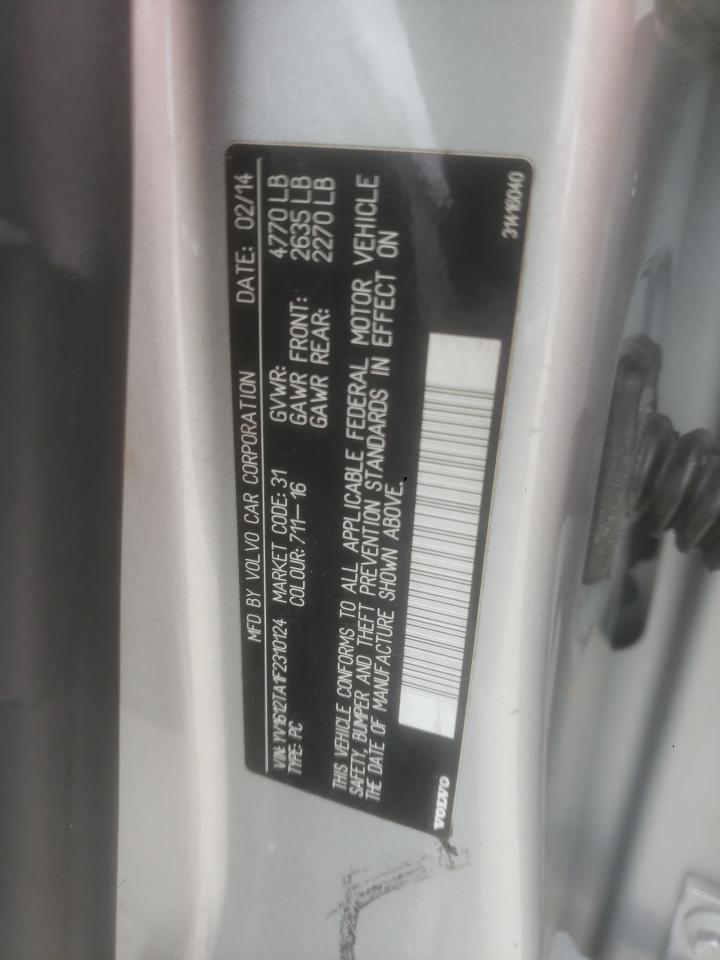 MFD BY VOLVO CAR CORPORATION DATE: 02/14
VIN: YV1612TA1F2310124 MARKET CODE: 31 GVWR: 4770 LB
TYPE: PC COLOUR: 711-16 GAWR FRONT: 2635 LB
GAWR REAR: 2270 LB
THIS VEHICLE CONFORMS TO ALL APPLICABLE FEDERAL MOTOR VEHICLE
SAFETY, BUMPER AND THEFT PREVENTION STANDARDS IN EFFECT ON
THE DATE OF MANUFACTURE SHOWN ABOVE.
VOLVO 31416040